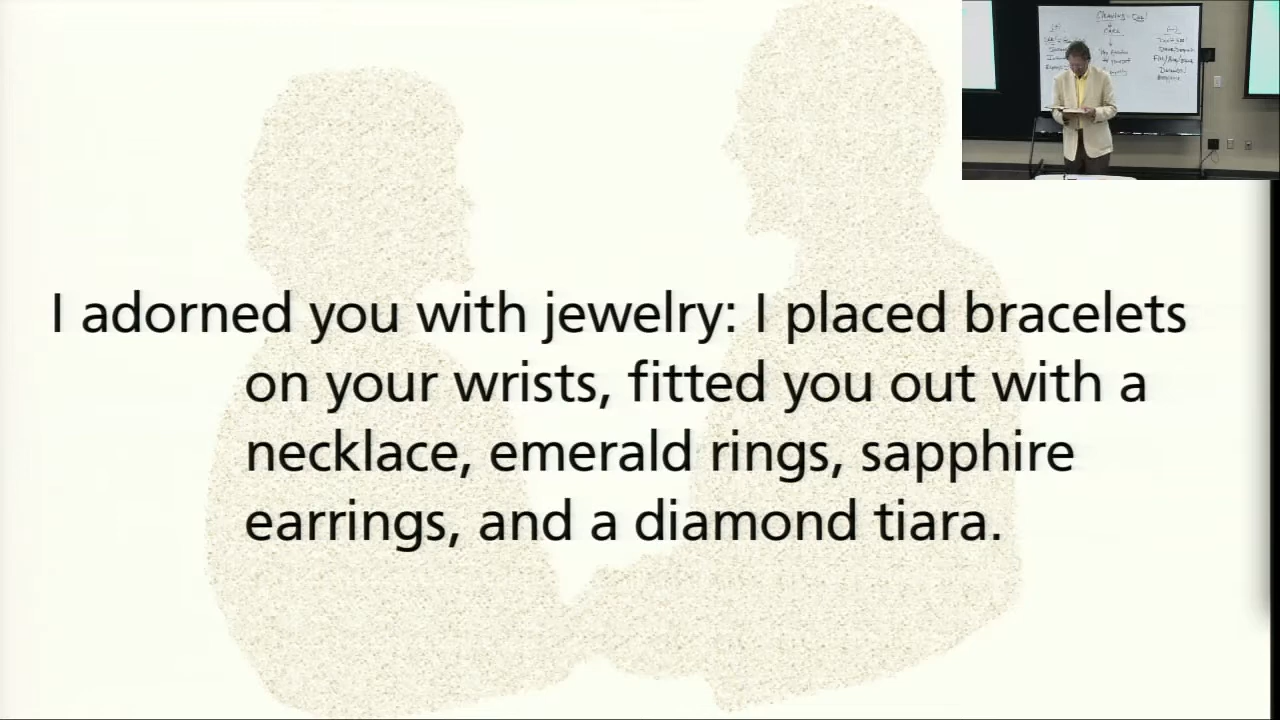 I adorned you with jewelry: I placed bracelets
on your wrists, fitted you out with a
necklace, emerald rings, sapphire
earrings, and a diamond tiara.